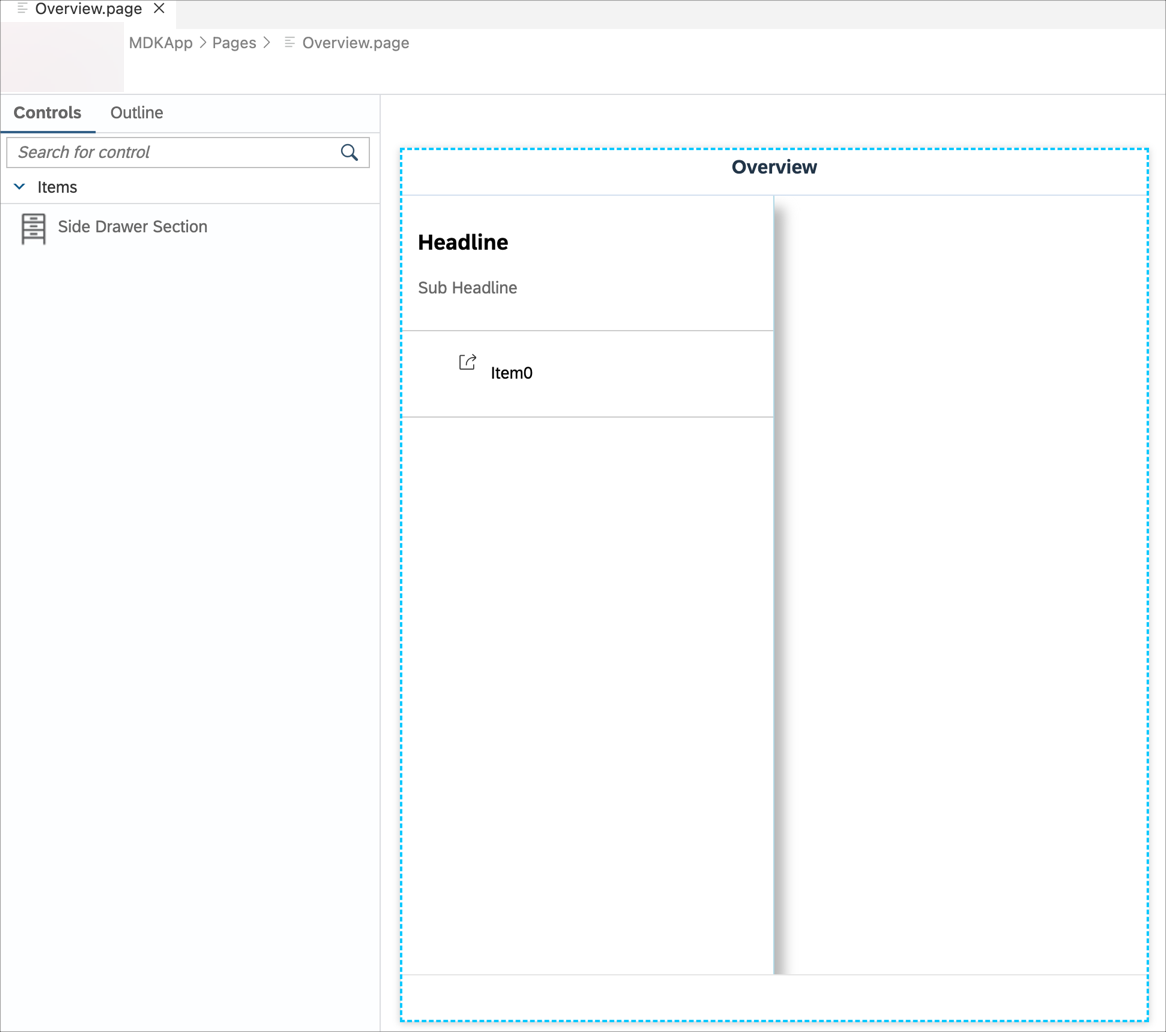 Overview.page
MDKApp > Pages > Overview.page
Controls Outline
Search for control
Items
Side Drawer Section
Overview
Headline
Sub Headline
Item0